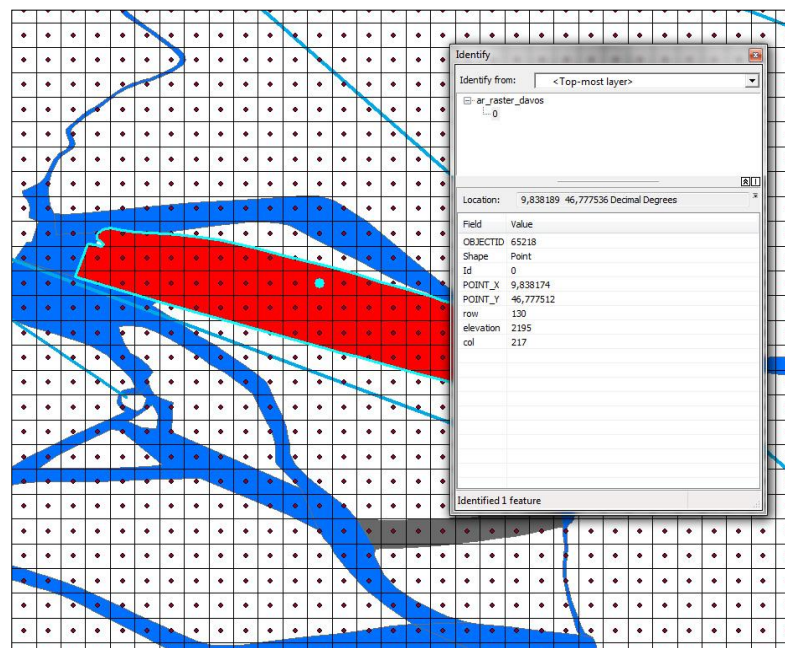 Identify
Identify from: <Top-most layer>
ar_raster_davos
0
Location: 9,838189 46,777536 Decimal Degrees
Field Value
OBJECTID 65218
Shape Point
Id 0
POINT_X 9,838174
POINT_Y 46,777512
row 130
elevation 2195
col 217
Identified 1 feature